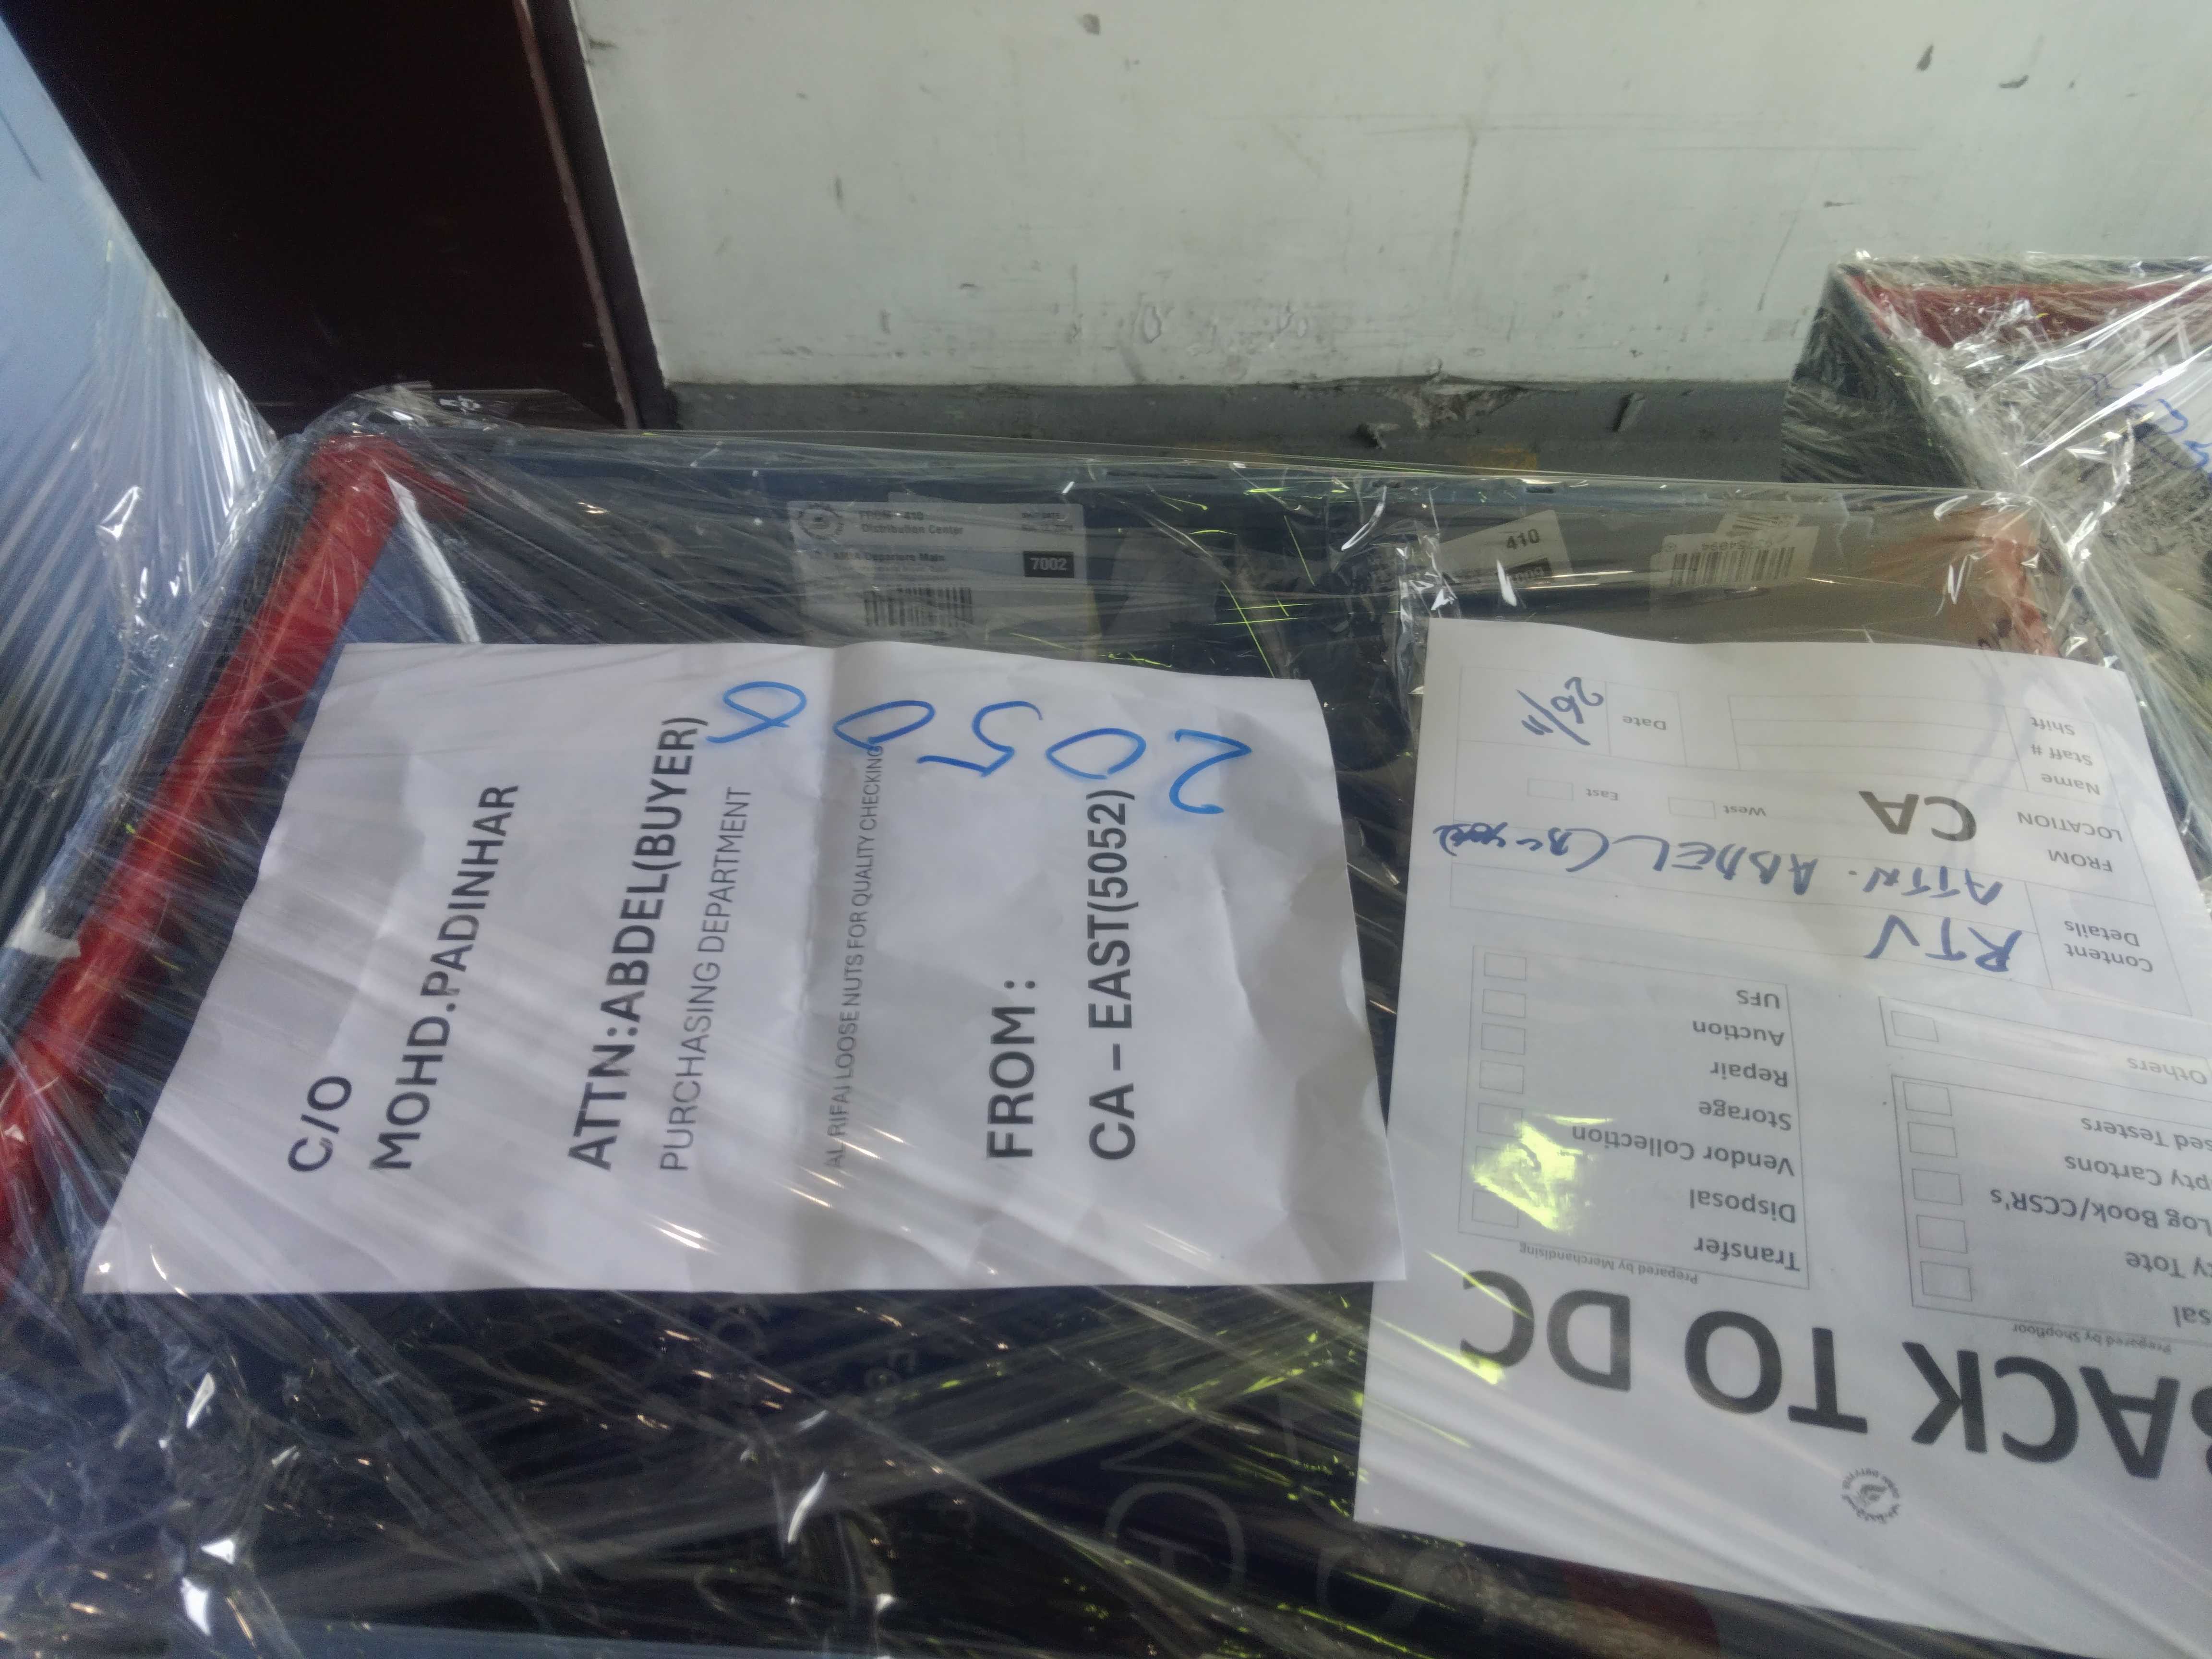 C/O
MOHD.PADINHAR
ATTN:ABDEL(BUYER)
PURCHASING DEPARTMENT
AL RIFAI LOOSE NUTS FOR QUALITY CHECKING
FROM :
CA – EAST(5052)
BACK TO DC
Prepared by Shopfloor
Log Book/CCSR's
Others
Prepared by Merchandising
Transfer
Disposal
Vendor Collection
Storage
Repair
Auction
UFS
Content
Details
RTV
ATTN. ABDEL (Buyer)
FROM
LOCATION
CA
West
East
Name
Staff #
Shift
Date
26/11
FROM 410
Distribution Center
7002
410